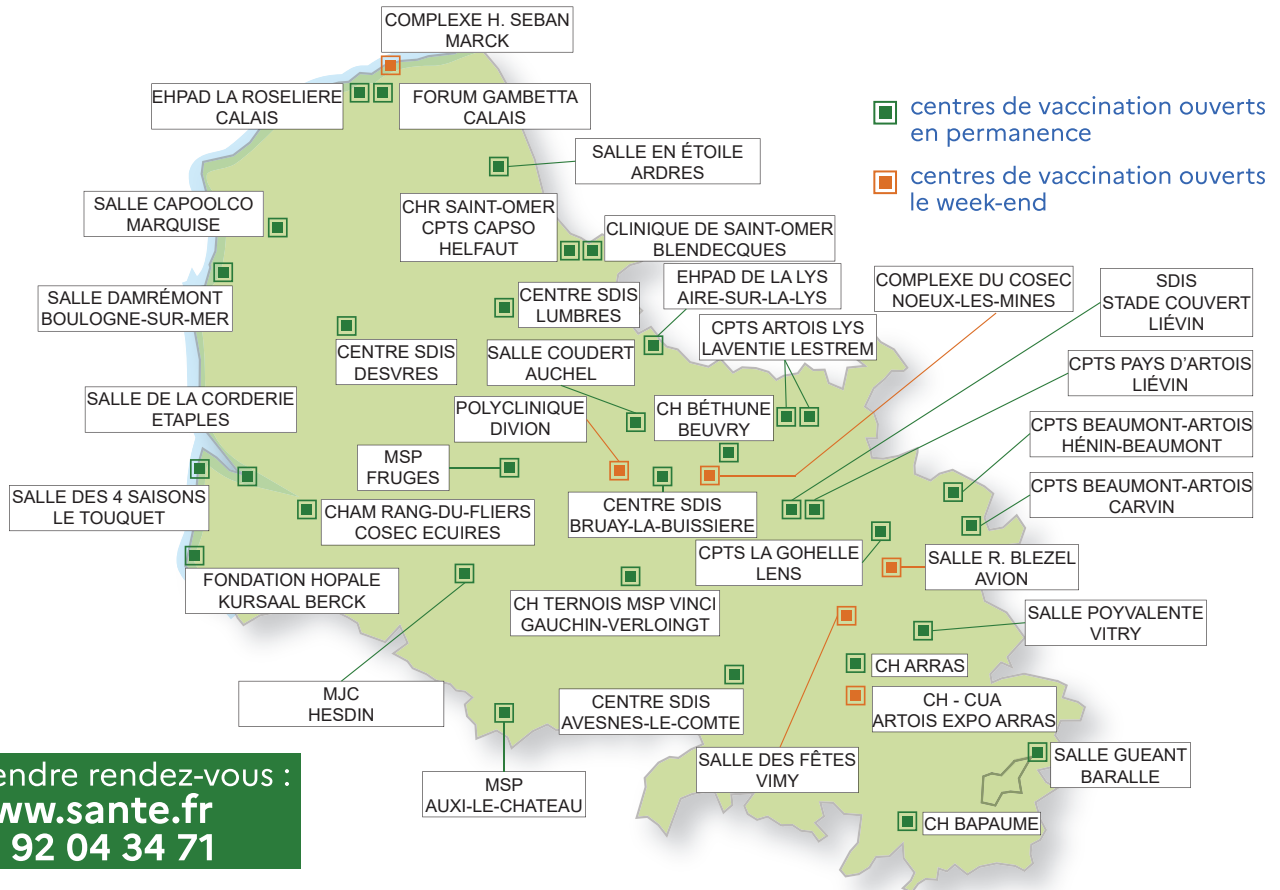 COMPLEXE H. SEBAN
MARCK
EHPAD LA ROSELIERE
CALAIS
FORUM GAMBETTA
CALAIS
centres de vaccination ouverts
en permanence
centres de vaccination ouverts
le week-end
SALLE EN ÉTOILE
ARDRES
SALLE CAPOOLCO
MARQUISE
CHR SAINT-OMER
CPTS CAPSO
HELFAUT
CLINIQUE DE SAINT-OMER
BLENDECQUES
EHPAD DE LA LYS
AIRE-SUR-LA-LYS
COMPLEXE DU COSEC
NOEUX-LES-MINES
SDIS
STADE COUVERT
LIÉVIN
SALLE DAMRÉMONT
BOULOGNE-SUR-MER
CENTRE SDIS
LUMBRES
CPTS ARTOIS LYS
LAVENTIE LESTREM
CENTRE SDIS
DESVRES
SALLE COUDERT
AUCHEL
CPTS PAYS D'ARTOIS
LIÉVIN
SALLE DE LA CORDERIE
ETAPLES
POLYCLINIQUE
DIVION
CH BÉTHUNE
BEUVRY
CPTS BEAUMONT-ARTOIS
HÉNIN-BEAUMONT
MSP
FRUGES
SALLE DES 4 SAISONS
LE TOUQUET
CHAM RANG-DU-FLIERS
COSEC ECUIRES
CENTRE SDIS
BRUAY-LA-BUISSIERE
CPTS BEAUMONT-ARTOIS
CARVIN
CPTS LA GOHELLE
LENS
SALLE R. BLEZEL
AVION
FONDATION HOPALE
KURSAAL BERCK
CH TERNOIS MSP VINCI
GAUCHIN-VERLOINGT
SALLE POYVALENTE
VITRY
CH ARRAS
MJC
HESDIN
CENTRE SDIS
AVESNES-LE-COMTE
CH - CUA
ARTOIS EXPO ARRAS
SALLE DES FÊTES
VIMY
SALLE GUEANT
BARALLE
MSP
AUXI-LE-CHATEAU
CH BAPAUME
endre rendez-vous :
ww.sante.fr
92 04 34 71